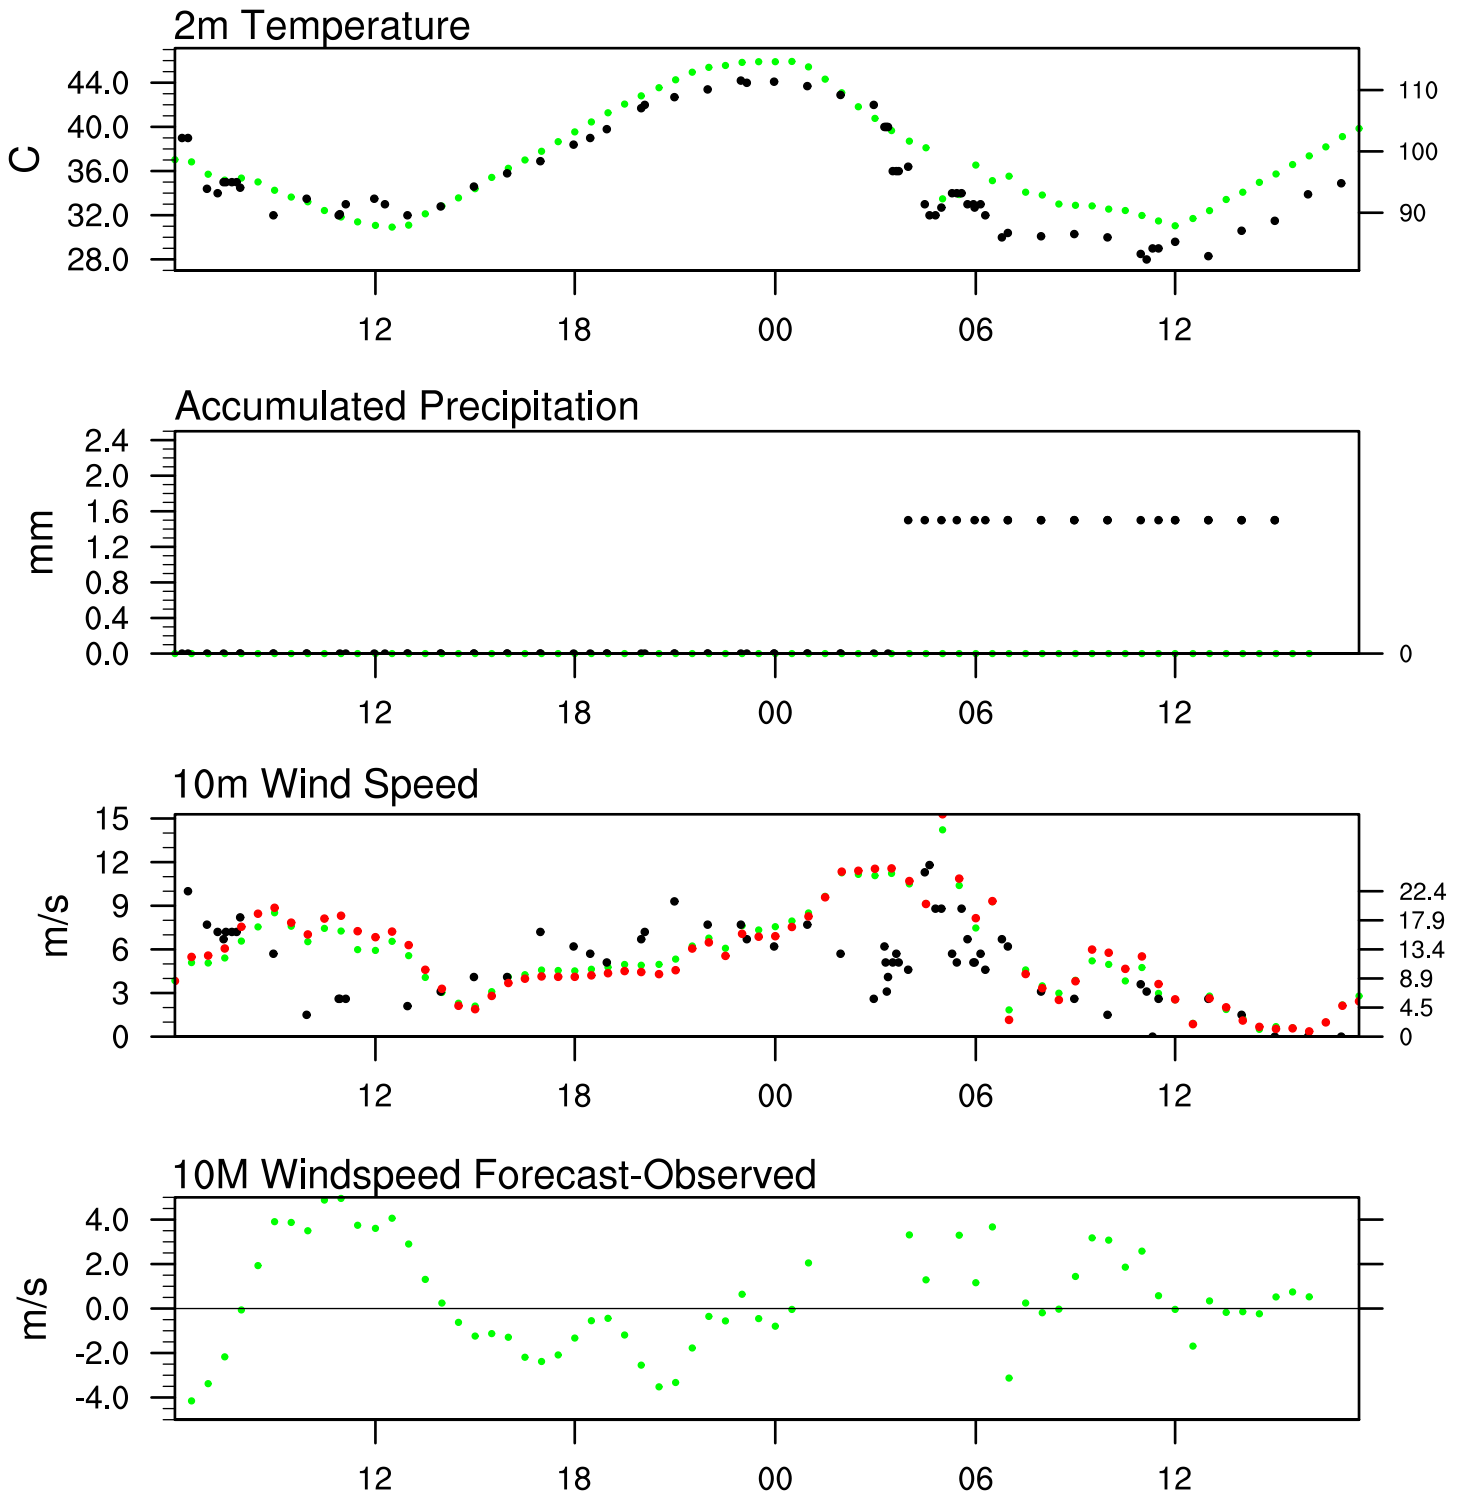 2m Temperature
44.0
40.0
36.0
32.0
28.0
C
110
100
90
12 18 00 06 12
Accumulated Precipitation
2.4
2.0
1.6
1.2
0.8
0.4
0.0
mm
0
12 18 00 06 12
10m Wind Speed
15
12
9
6
3
0
m/s
22.4
17.9
13.4
8.9
4.5
0
12 18 00 06 12
10M Windspeed Forecast-Observed
4.0
2.0
0.0
-2.0
-4.0
m/s
12 18 00 06 12